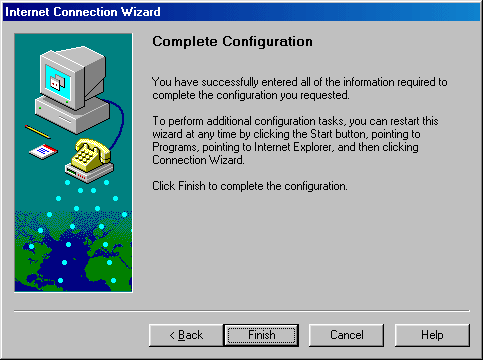 Internet Connection Wizard
Complete Configuration
You have successfully entered all of the information required to
complete the configuration you requested.
To perform additional configuration tasks, you can restart this
wizard at any time by clicking the Start button, pointing to
Programs, pointing to Internet Explorer, and then clicking
Connection Wizard.
Click Finish to complete the configuration.
< Back Finish Cancel Help